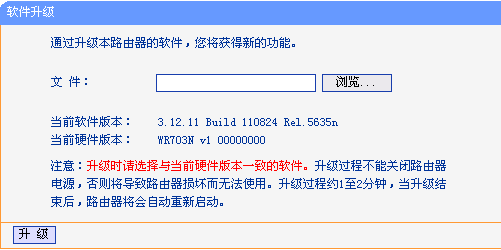 软件升级
通过升级本路由器的软件，您将获得新的功能。
文 件： 浏览...
当前软件版本： 3.12.11 Build 110824 Rel.5635n
当前硬件版本： WR703N v1 00000000
注意：升级时请选择与当前硬件版本一致的软件。升级过程不能关闭路由器
电源，否则将导致路由器损坏而无法使用。升级过程约1至2分钟，当升级结
束后，路由器将会自动重新启动。
升 级